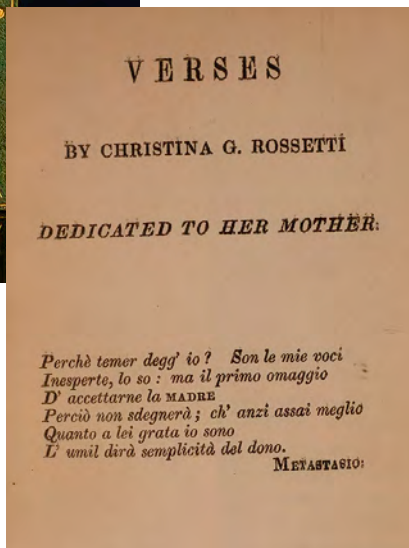 VERSES
BY CHRISTINA G. ROSSETTI
DEDICATED TO HER MOTHER.
Perchè temer degg' io ? Son le mie voci
Inesperte, lo so : ma il primo omaggio
D' accettarne la MADRE
Perciò non sdegnerà ; ch' anzi assai meglio
Quanto a lei grata io sono
L' umil dirà semplicità del dono.
METASTASIO.